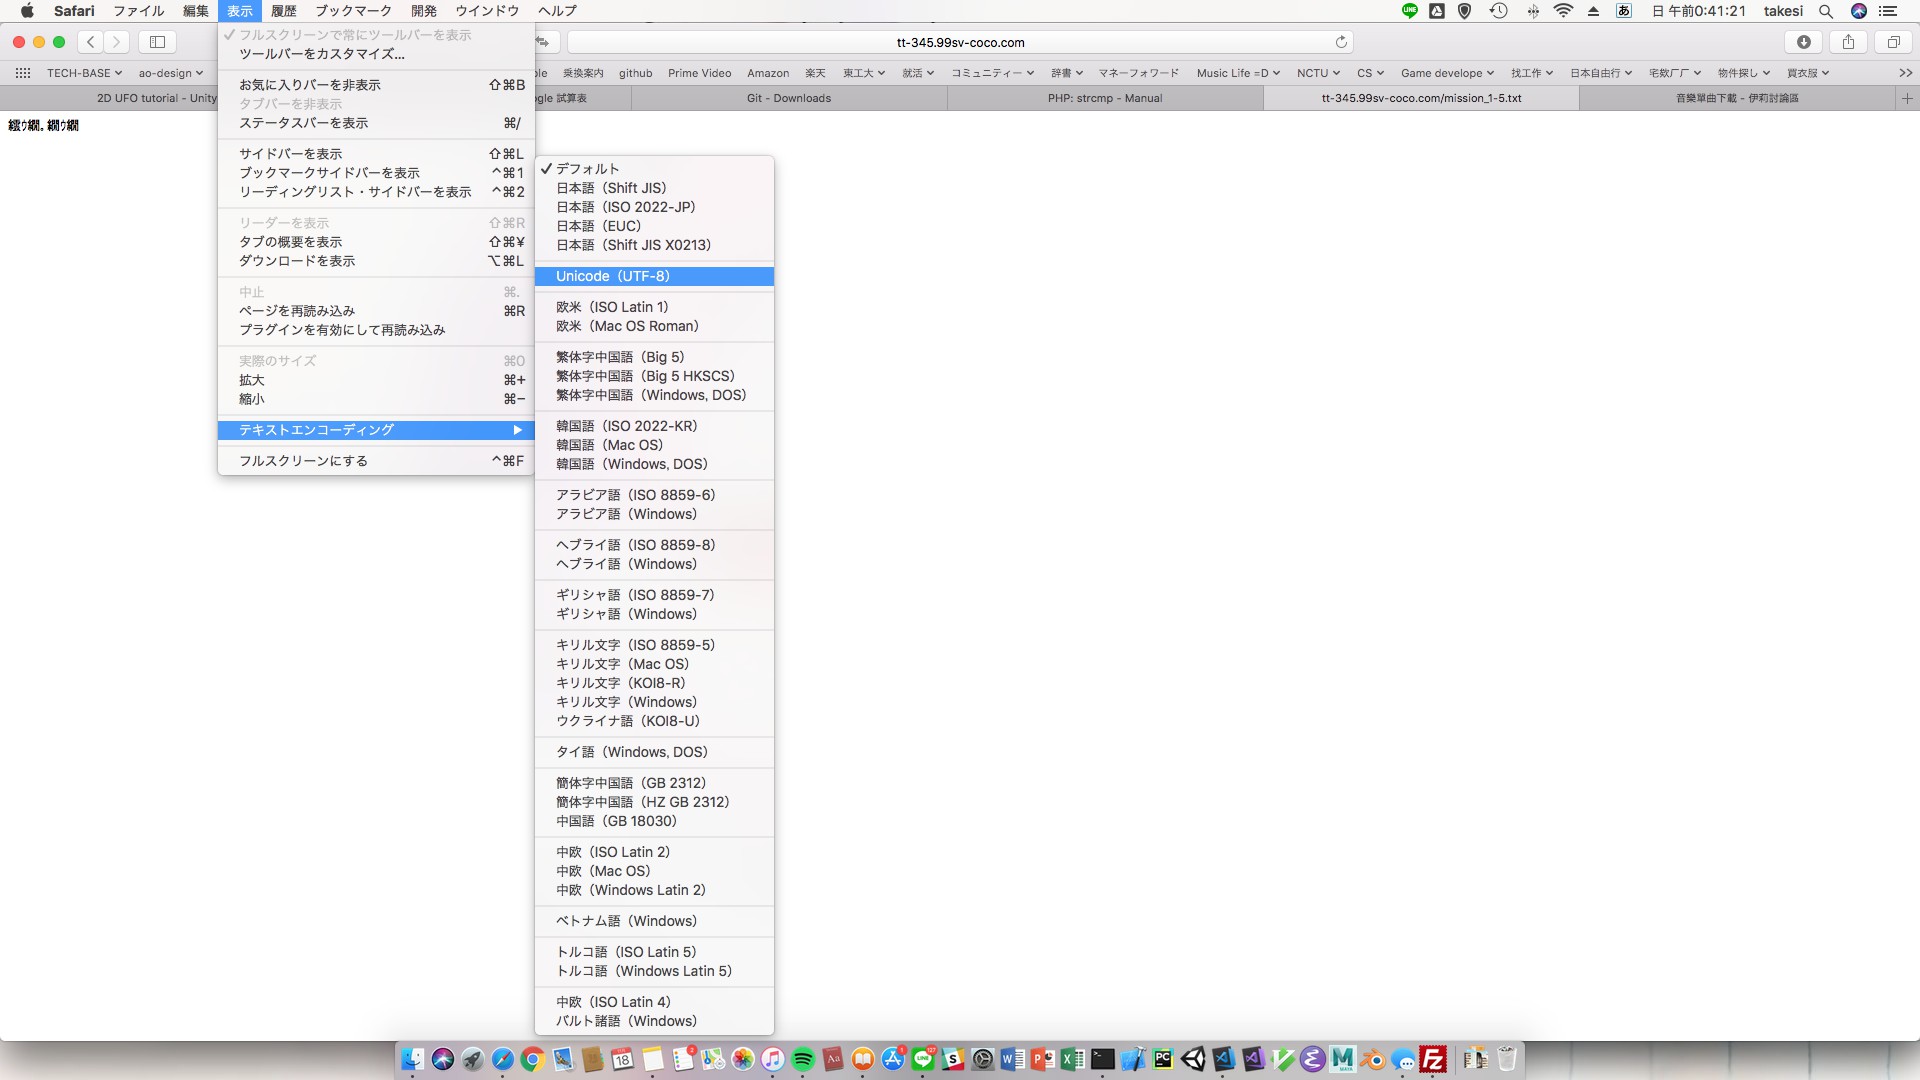 Safari ファイル 編集 表示 履歴 ブックマーク 開発 ウインドウ ヘルプ 日 午前0:41:21 takesi
tt-345.99sv-coco.com
TECH-BASE ao-design 乗換案内 github Prime Video Amazon 楽天 東工大 就活 コミュニティー 辞書 マネーフォワード Music Life =D NCTU CS Game develope 找工作 日本自由行 宅欸厂厂 物件探し 買衣服
2D UFO tutorial - Unity gle 試算表 Git - Downloads PHP: strcmp - Manual tt-345.99sv-coco.com/mission_1-5.txt 音樂單曲下載 - 伊莉討論區
フルスクリーンで常にツールバーを表示
ツールバーをカスタマイズ...
お気に入りバーを非表示 ⇧⌘B
タブバーを非表示
ステータスバーを表示 ⌘/
サイドバーを表示 ⇧⌘L
ブックマークサイドバーを表示 ^⌘1
リーディングリスト・サイドバーを表示 ^⌘2
リーダーを表示 ⇧⌘R
タブの概要を表示 ⇧⌘¥
ダウンロードを表示 ⌥⌘L
中止 ⌘.
ページを再読み込み ⌘R
プラグインを有効にして再読み込み
実際のサイズ ⌘0
拡大 ⌘+
縮小 ⌘−
テキストエンコーディング
フルスクリーンにする ^⌘F
デフォルト
日本語（Shift JIS）
日本語（ISO 2022-JP）
日本語（EUC）
日本語（Shift JIS X0213）
Unicode（UTF-8）
欧米（ISO Latin 1）
欧米（Mac OS Roman）
繁体字中国語（Big 5）
繁体字中国語（Big 5 HKSCS）
繁体字中国語（Windows, DOS）
韓国語（ISO 2022-KR）
韓国語（Mac OS）
韓国語（Windows, DOS）
アラビア語（ISO 8859-6）
アラビア語（Windows）
ヘブライ語（ISO 8859-8）
ヘブライ語（Windows）
ギリシャ語（ISO 8859-7）
ギリシャ語（Windows）
キリル文字（ISO 8859-5）
キリル文字（Mac OS）
キリル文字（KOI8-R）
キリル文字（Windows）
ウクライナ語（KOI8-U）
タイ語（Windows, DOS）
簡体字中国語（GB 2312）
簡体字中国語（HZ GB 2312）
中国語（GB 18030）
中欧（ISO Latin 2）
中欧（Mac OS）
中欧（Windows Latin 2）
ベトナム語（Windows）
トルコ語（ISO Latin 5）
トルコ語（Windows Latin 5）
中欧（ISO Latin 4）
バルト諸語（Windows）